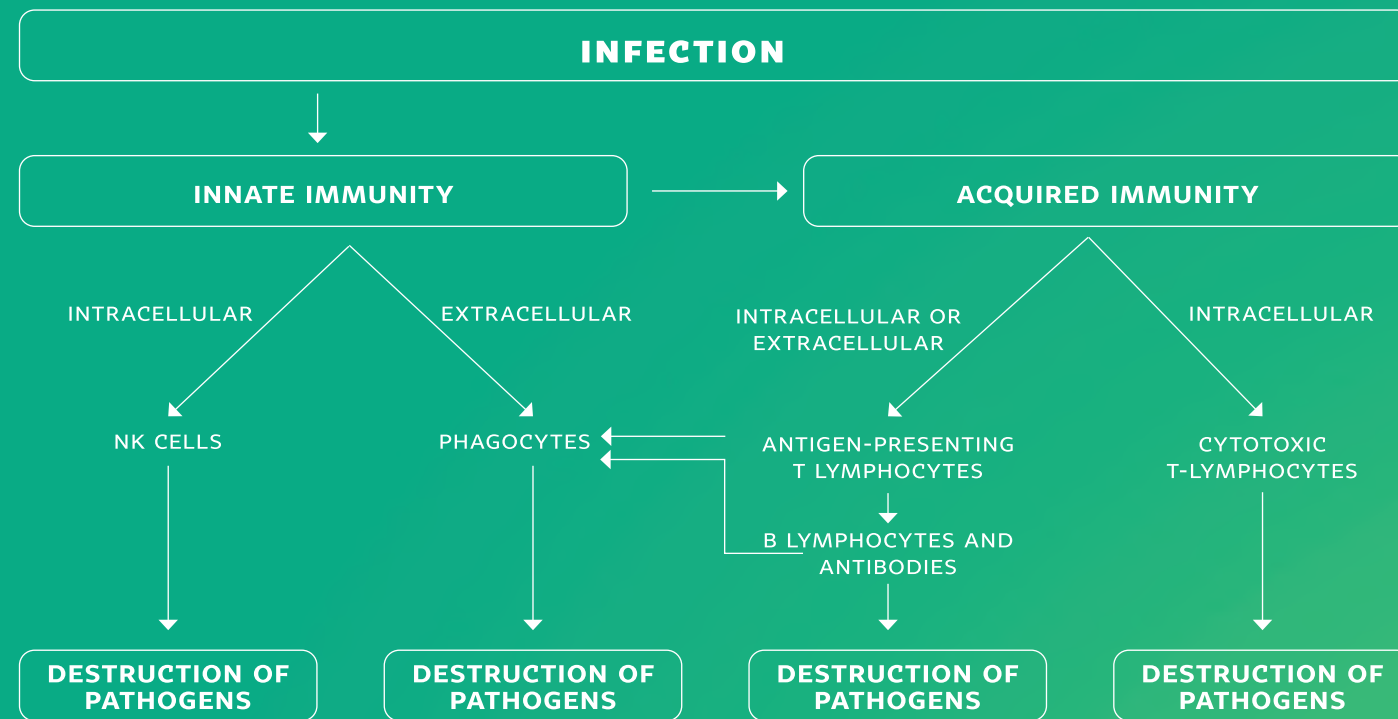 INFECTION
INNATE IMMUNITY
ACQUIRED IMMUNITY
INTRACELLULAR
EXTRACELLULAR
INTRACELLULAR OR
EXTRACELLULAR
INTRACELLULAR
NK CELLS
PHAGOCYTES
ANTIGEN-PRESENTING
T LYMPHOCYTES
CYTOTOXIC
T-LYMPHOCYTES
B LYMPHOCYTES AND
ANTIBODIES
DESTRUCTION OF
PATHOGENS
DESTRUCTION OF
PATHOGENS
DESTRUCTION OF
PATHOGENS
DESTRUCTION OF
PATHOGENS